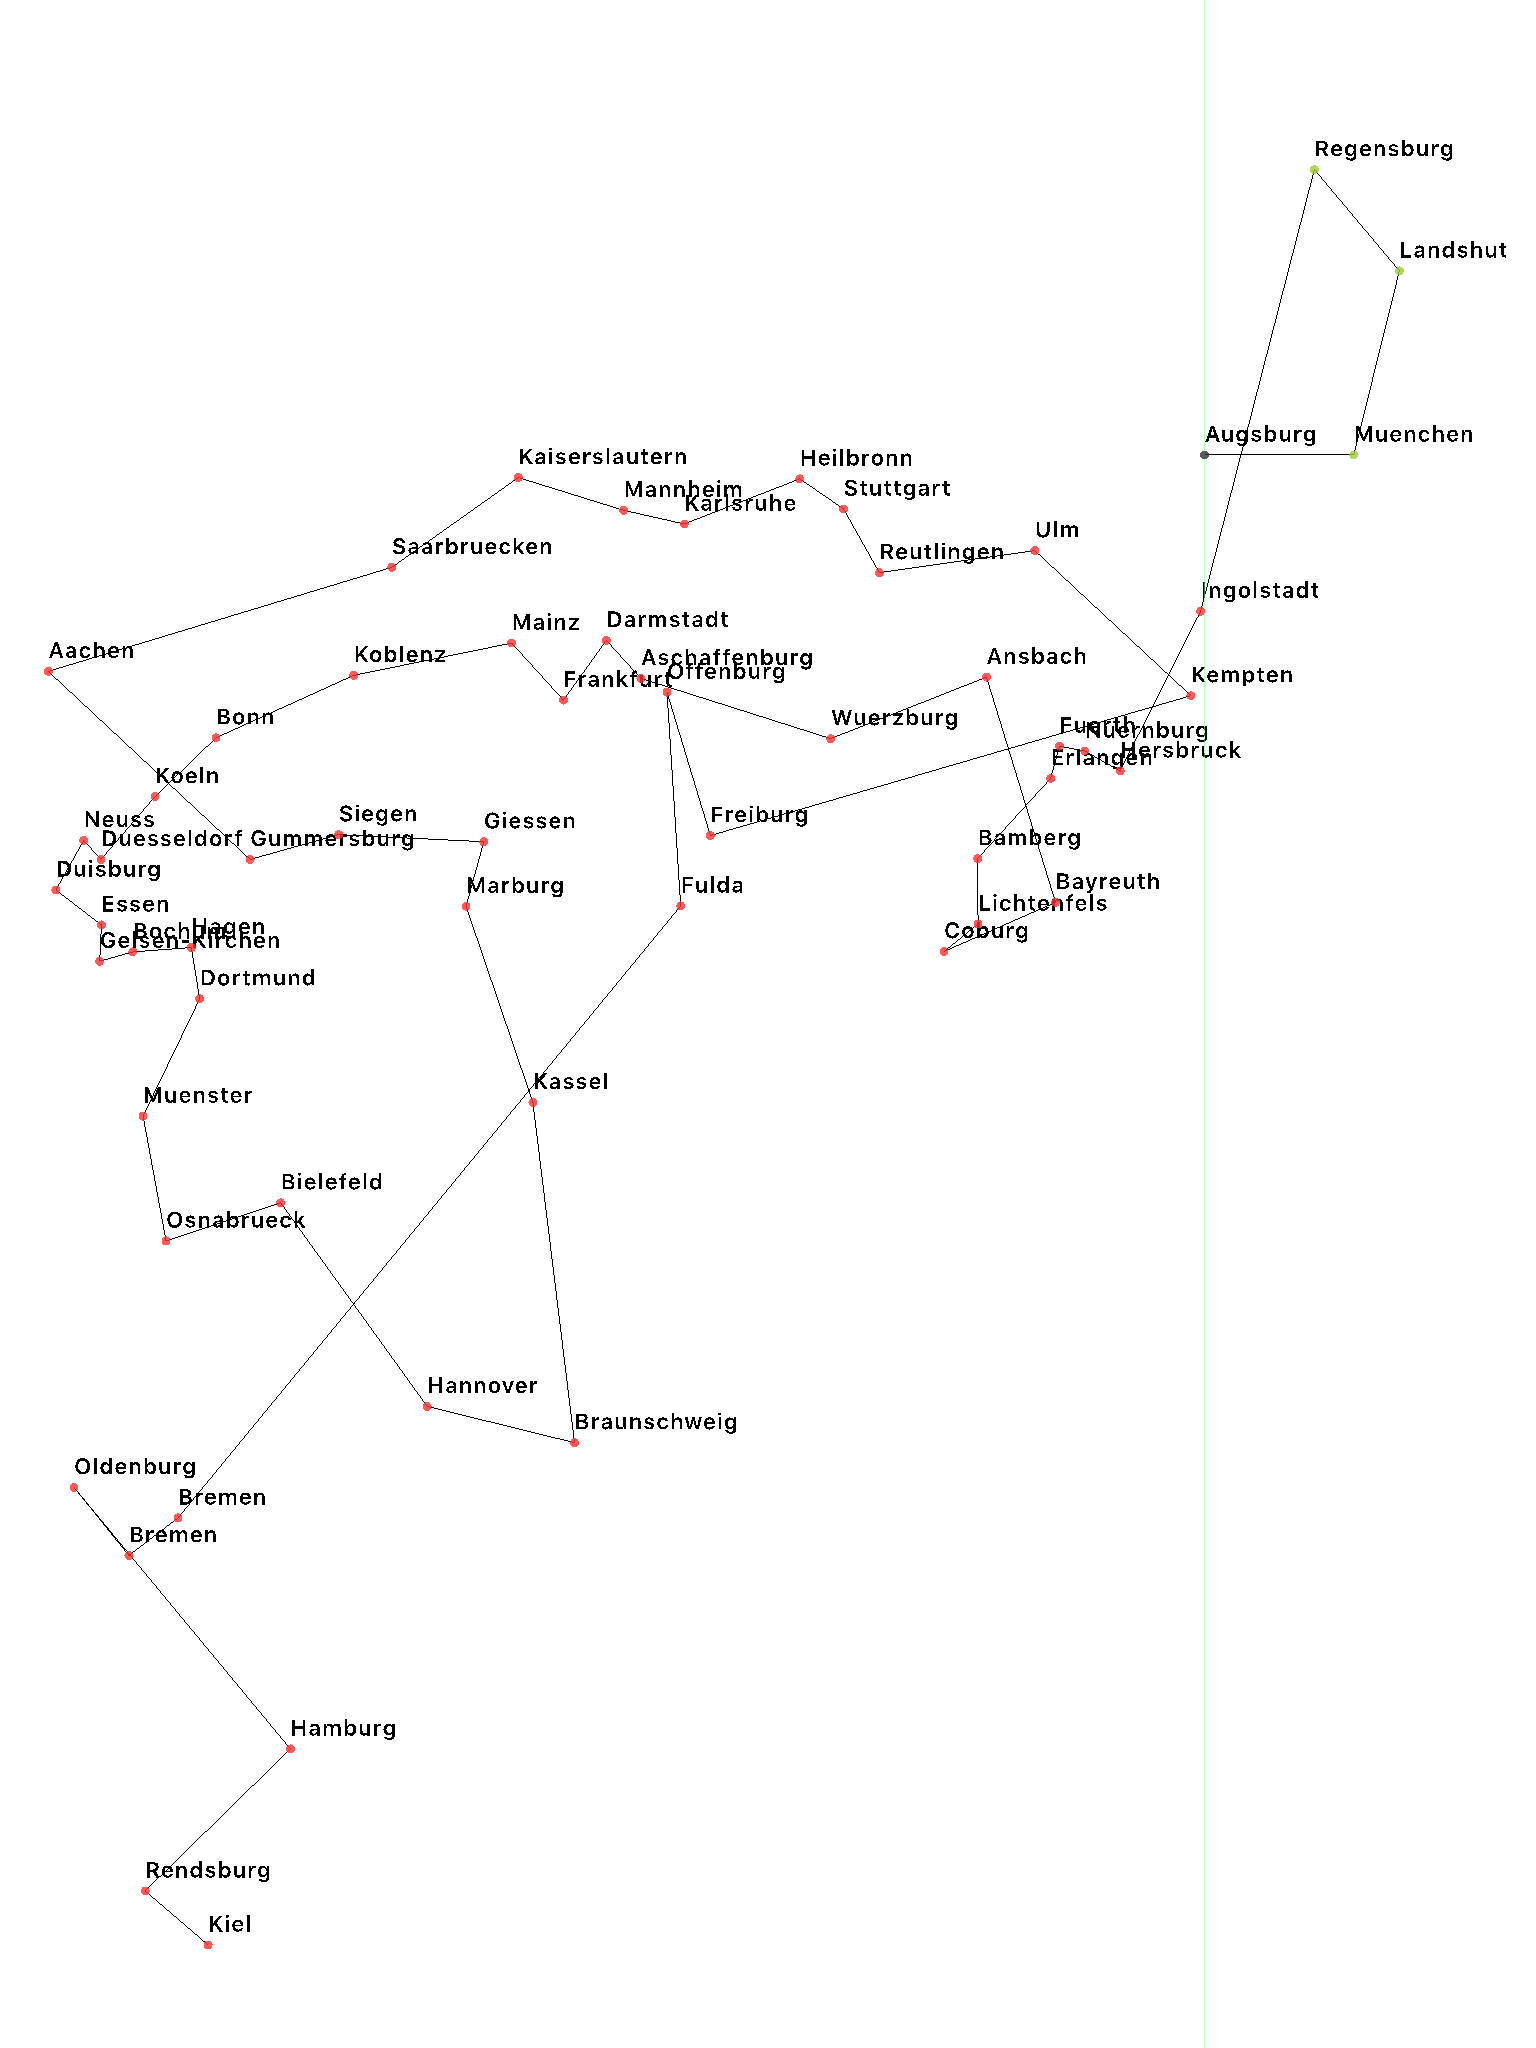 Regensburg
Landshut
Augsburg
Muenchen
Kaiserslautern
Heilbronn
Mannheim
Stuttgart
Karlsruhe
Ulm
Saarbruecken
Reutlingen
Ingolstadt
Mainz
Darmstadt
Aachen
Koblenz
Aschaffenburg
Ansbach
Offenburg
Kempten
Frankfurt
Bonn
Wuerzburg
Fuerth
Nuernburg
Hersbruck
Erlangen
Koeln
Siegen
Freiburg
Neuss
Giessen
Duesseldorf
Gummersburg
Bamberg
Duisburg
Marburg
Fulda
Bayreuth
Essen
Lichtenfels
Hagen
Bochum
Coburg
Gelsen-Kirchen
Dortmund
Kassel
Muenster
Bielefeld
Osnabrueck
Hannover
Braunschweig
Oldenburg
Bremen
Bremen
Hamburg
Rendsburg
Kiel